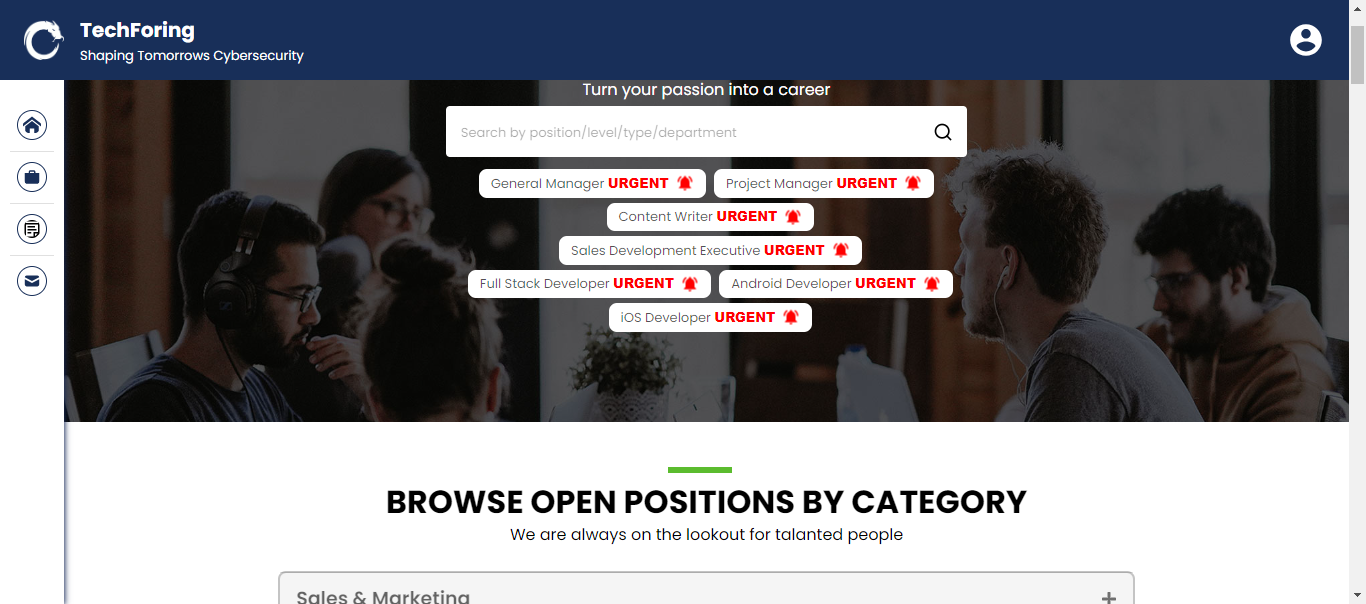 TechForing
Shaping Tomorrows Cybersecurity
Turn your passion into a career
Search by position/level/type/department
General Manager URGENT
Project Manager URGENT
Content Writer URGENT
Sales Development Executive URGENT
Full Stack Developer URGENT
Android Developer URGENT
iOS Developer URGENT
BROWSE OPEN POSITIONS BY CATEGORY
We are always on the lookout for talanted people
Sales & Marketing